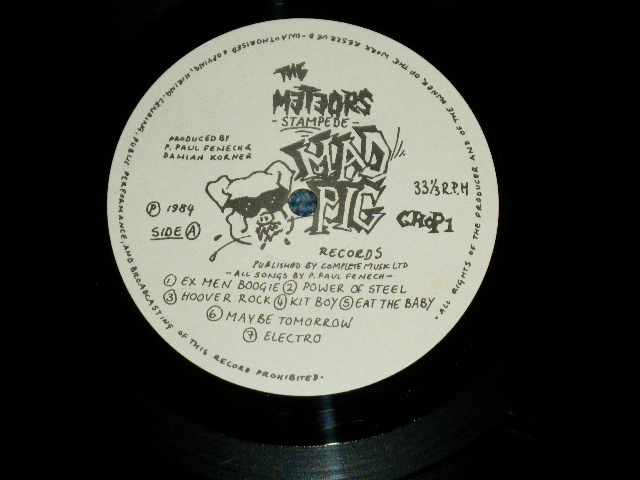 THE
METEORS
- STAMPEDE -
PRODUCED BY
P. PAUL FENECH &
DAMIAN KORNER
MAD
PIG
33 1/3 R.P.M
Ⓟ 1984
CHOP 1
SIDE Ⓐ
RECORDS
PUBLISHED BY COMPLETE MUSIC LTD
- ALL SONGS BY P. PAUL FENECH -
① EX MEN BOOGIE ② POWER OF STEEL
③ HOOVER ROCK ④ KIT BOY ⑤ EAT THE BABY
⑥ MAYBE TOMORROW
⑦ ELECTRO
· ALL RIGHTS OF THE PRODUCER AND OF THE OWNER OF THE WORK RESERVED - UNAUTHORISED COPYING, HIRING, LENDING, PUBLIC PERFORMANCE, AND BROADCASTING OF THIS RECORD PROHIBITED ·